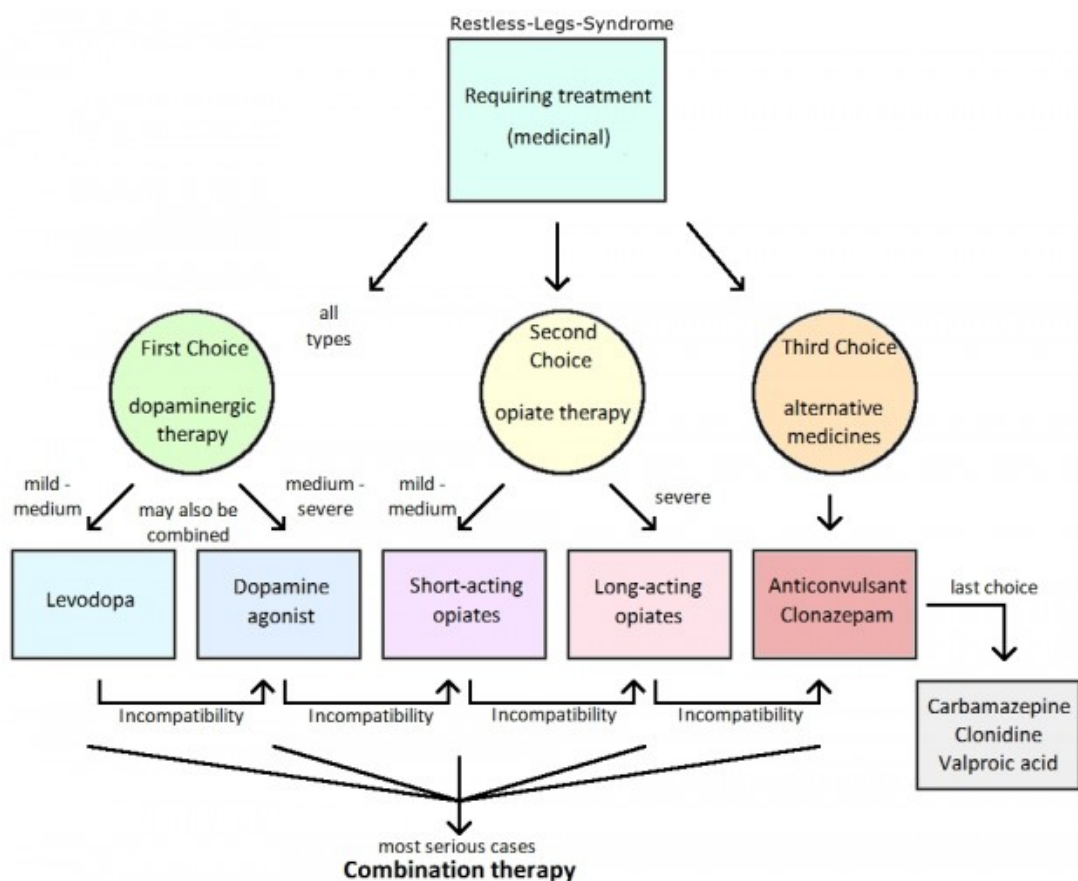 Restless-Legs-Syndrome
Requiring treatment
(medicinal)
all
types
First Choice
dopaminergic
therapy
Second
Choice
opiate therapy
Third Choice
alternative
medicines
mild -
medium
may also be
combined
medium -
severe
mild -
medium
severe
Levodopa
Dopamine
agonist
Short-acting
opiates
Long-acting
opiates
Anticonvulsant
Clonazepam
last choice
Incompatibility
Incompatibility
Incompatibility
Incompatibility
Carbamazepine
Clonidine
Valproic acid
most serious cases
Combination therapy